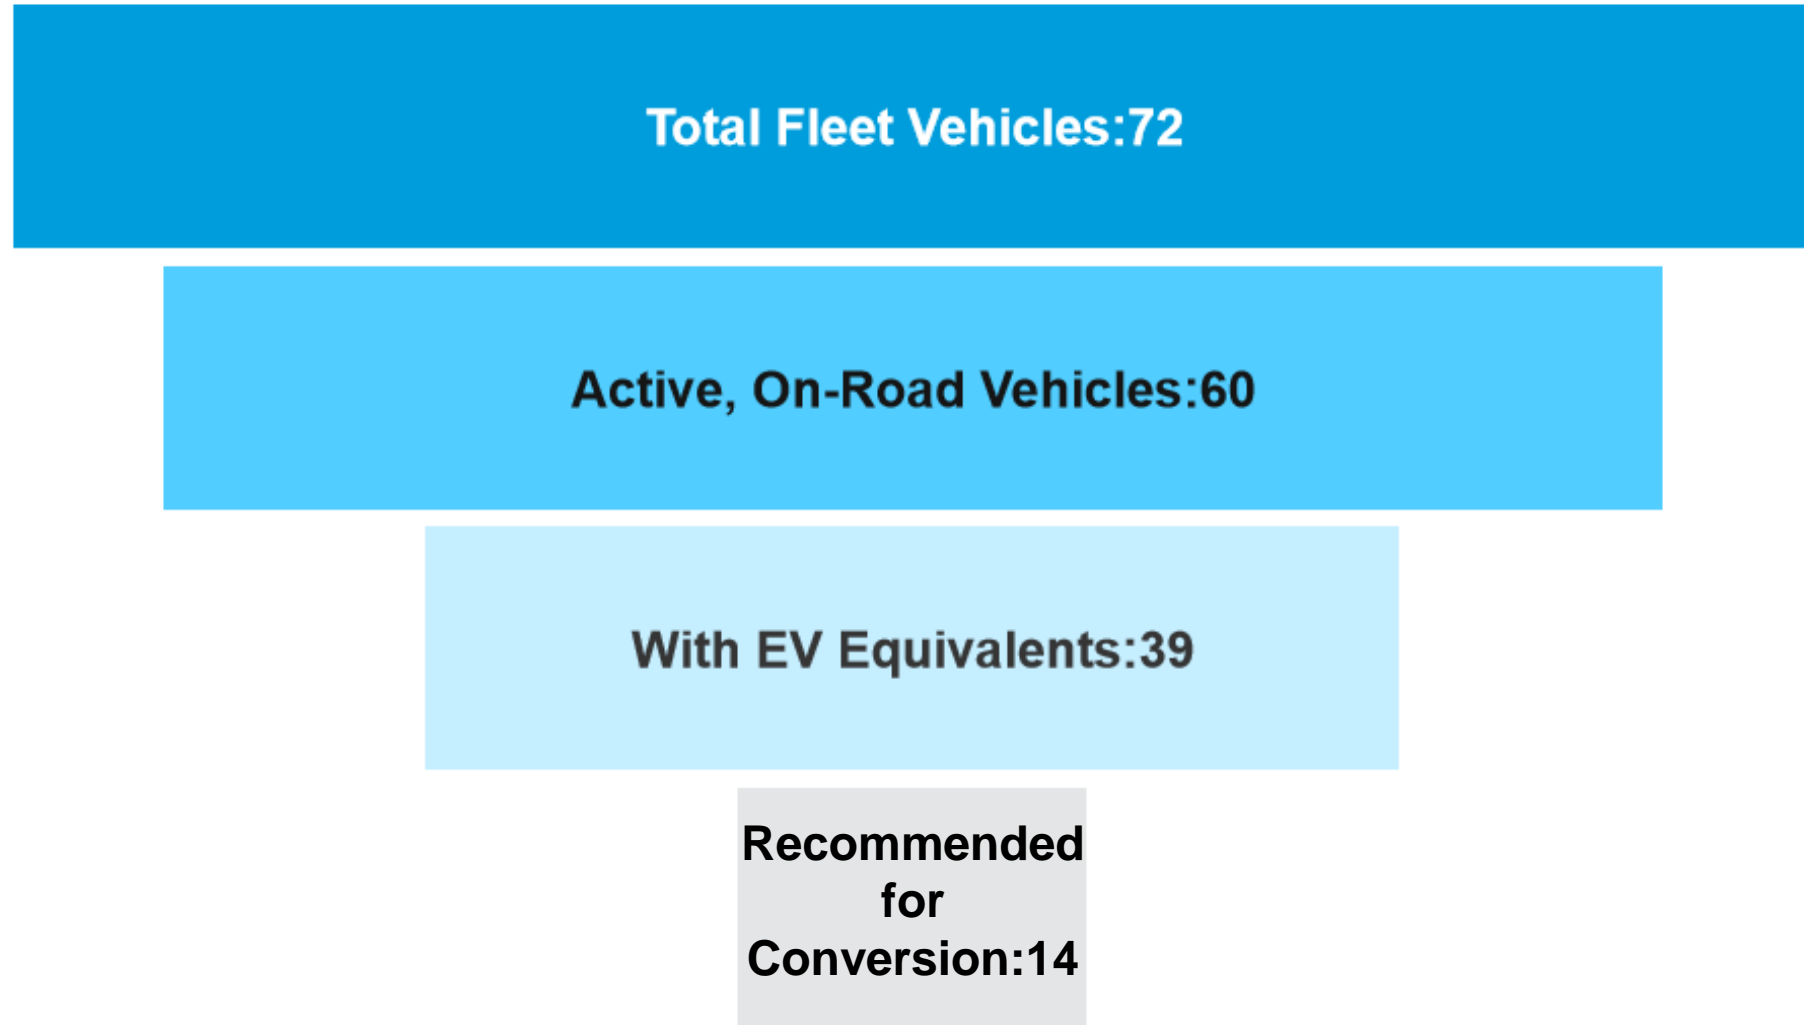 Total Fleet Vehicles:72
Active, On-Road Vehicles:60
With EV Equivalents:39
Recommended
for
Conversion:14